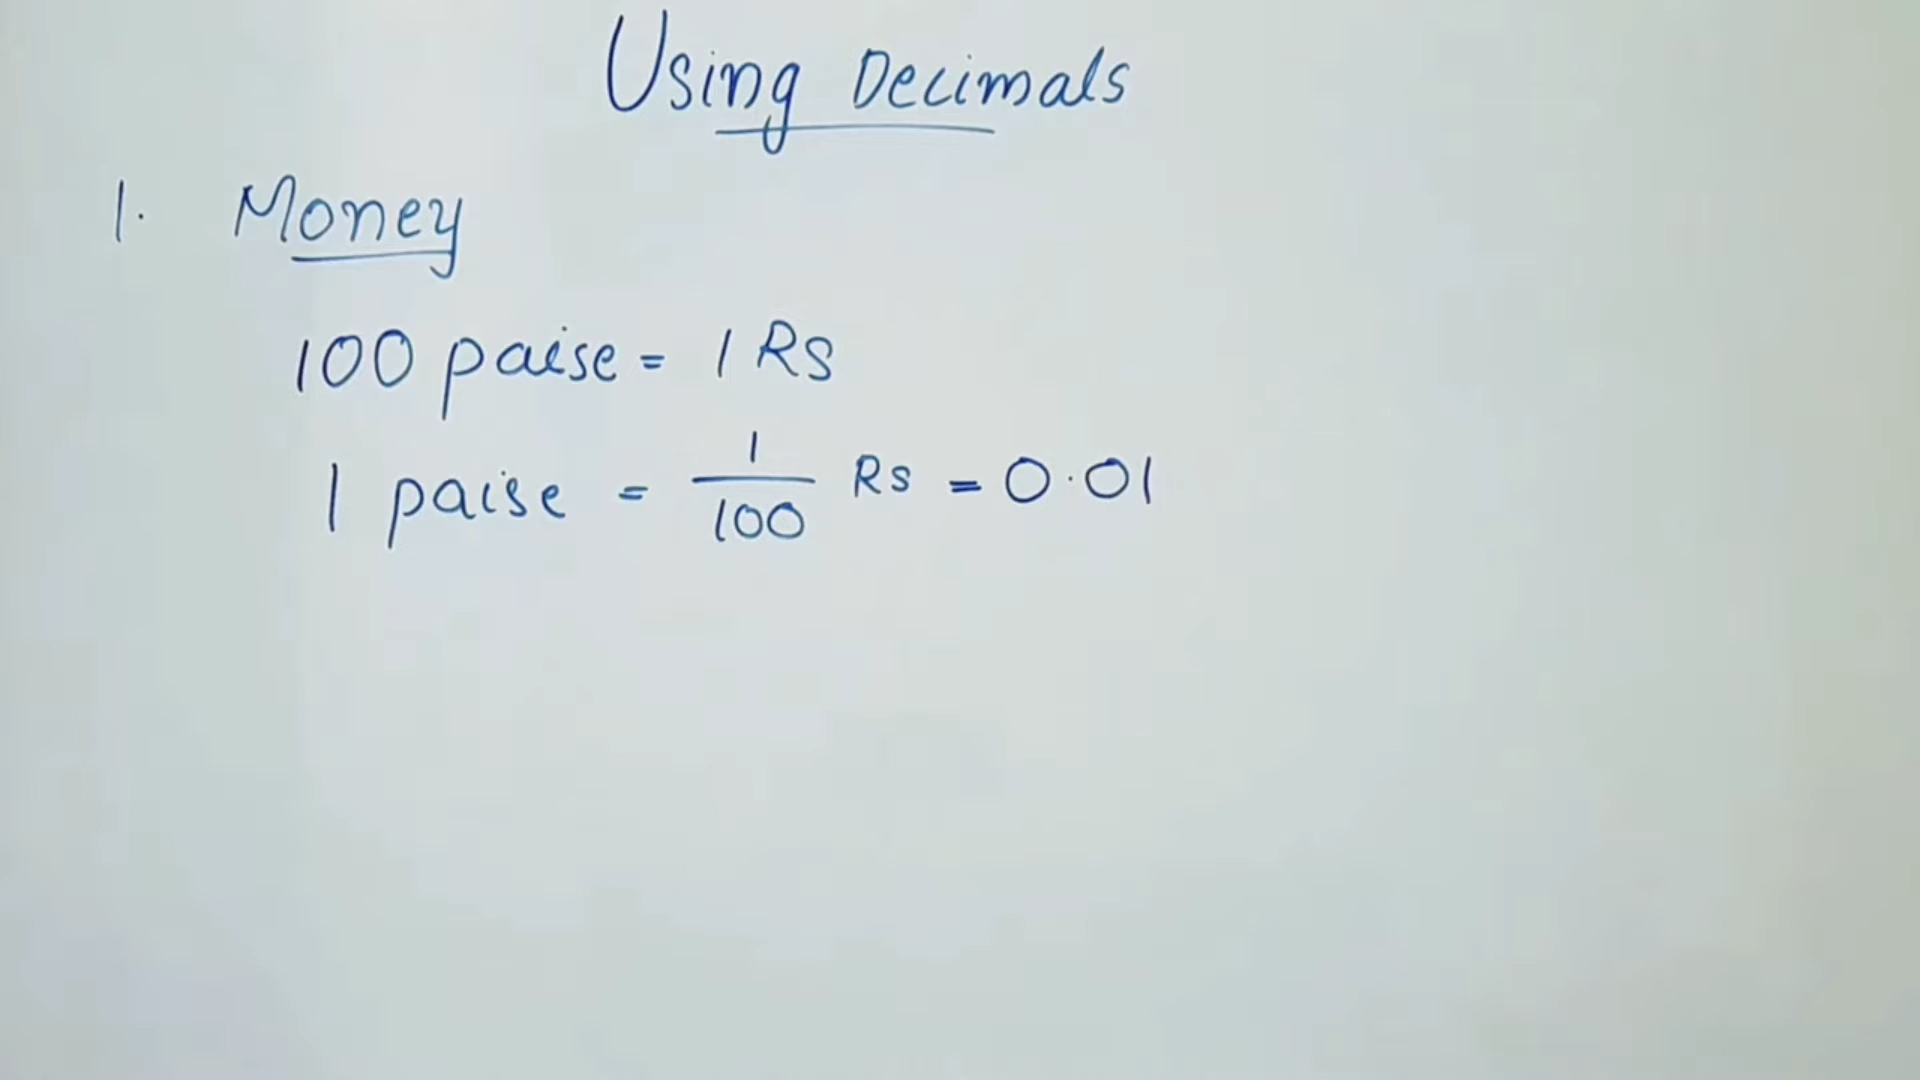 Using Decimals
1. Money
100 paise = 1 Rs
1 paise = 1/100 Rs = 0.01